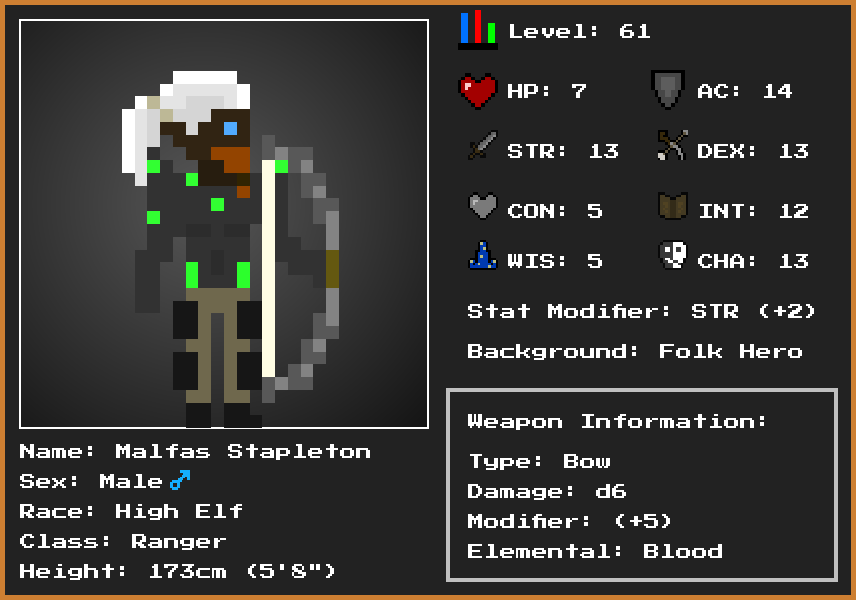 Level: 61
HP: 7
AC: 14
STR: 13
DEX: 13
CON: 5
INT: 12
WIS: 5
CHA: 13
Stat Modifier: STR (+2)
Background: Folk Hero
Weapon Information:
Type: Bow
Damage: d6
Modifier: (+5)
Elemental: Blood
Name: Malfas Stapleton
Sex: Male ♂
Race: High Elf
Class: Ranger
Height: 173cm (5'8")